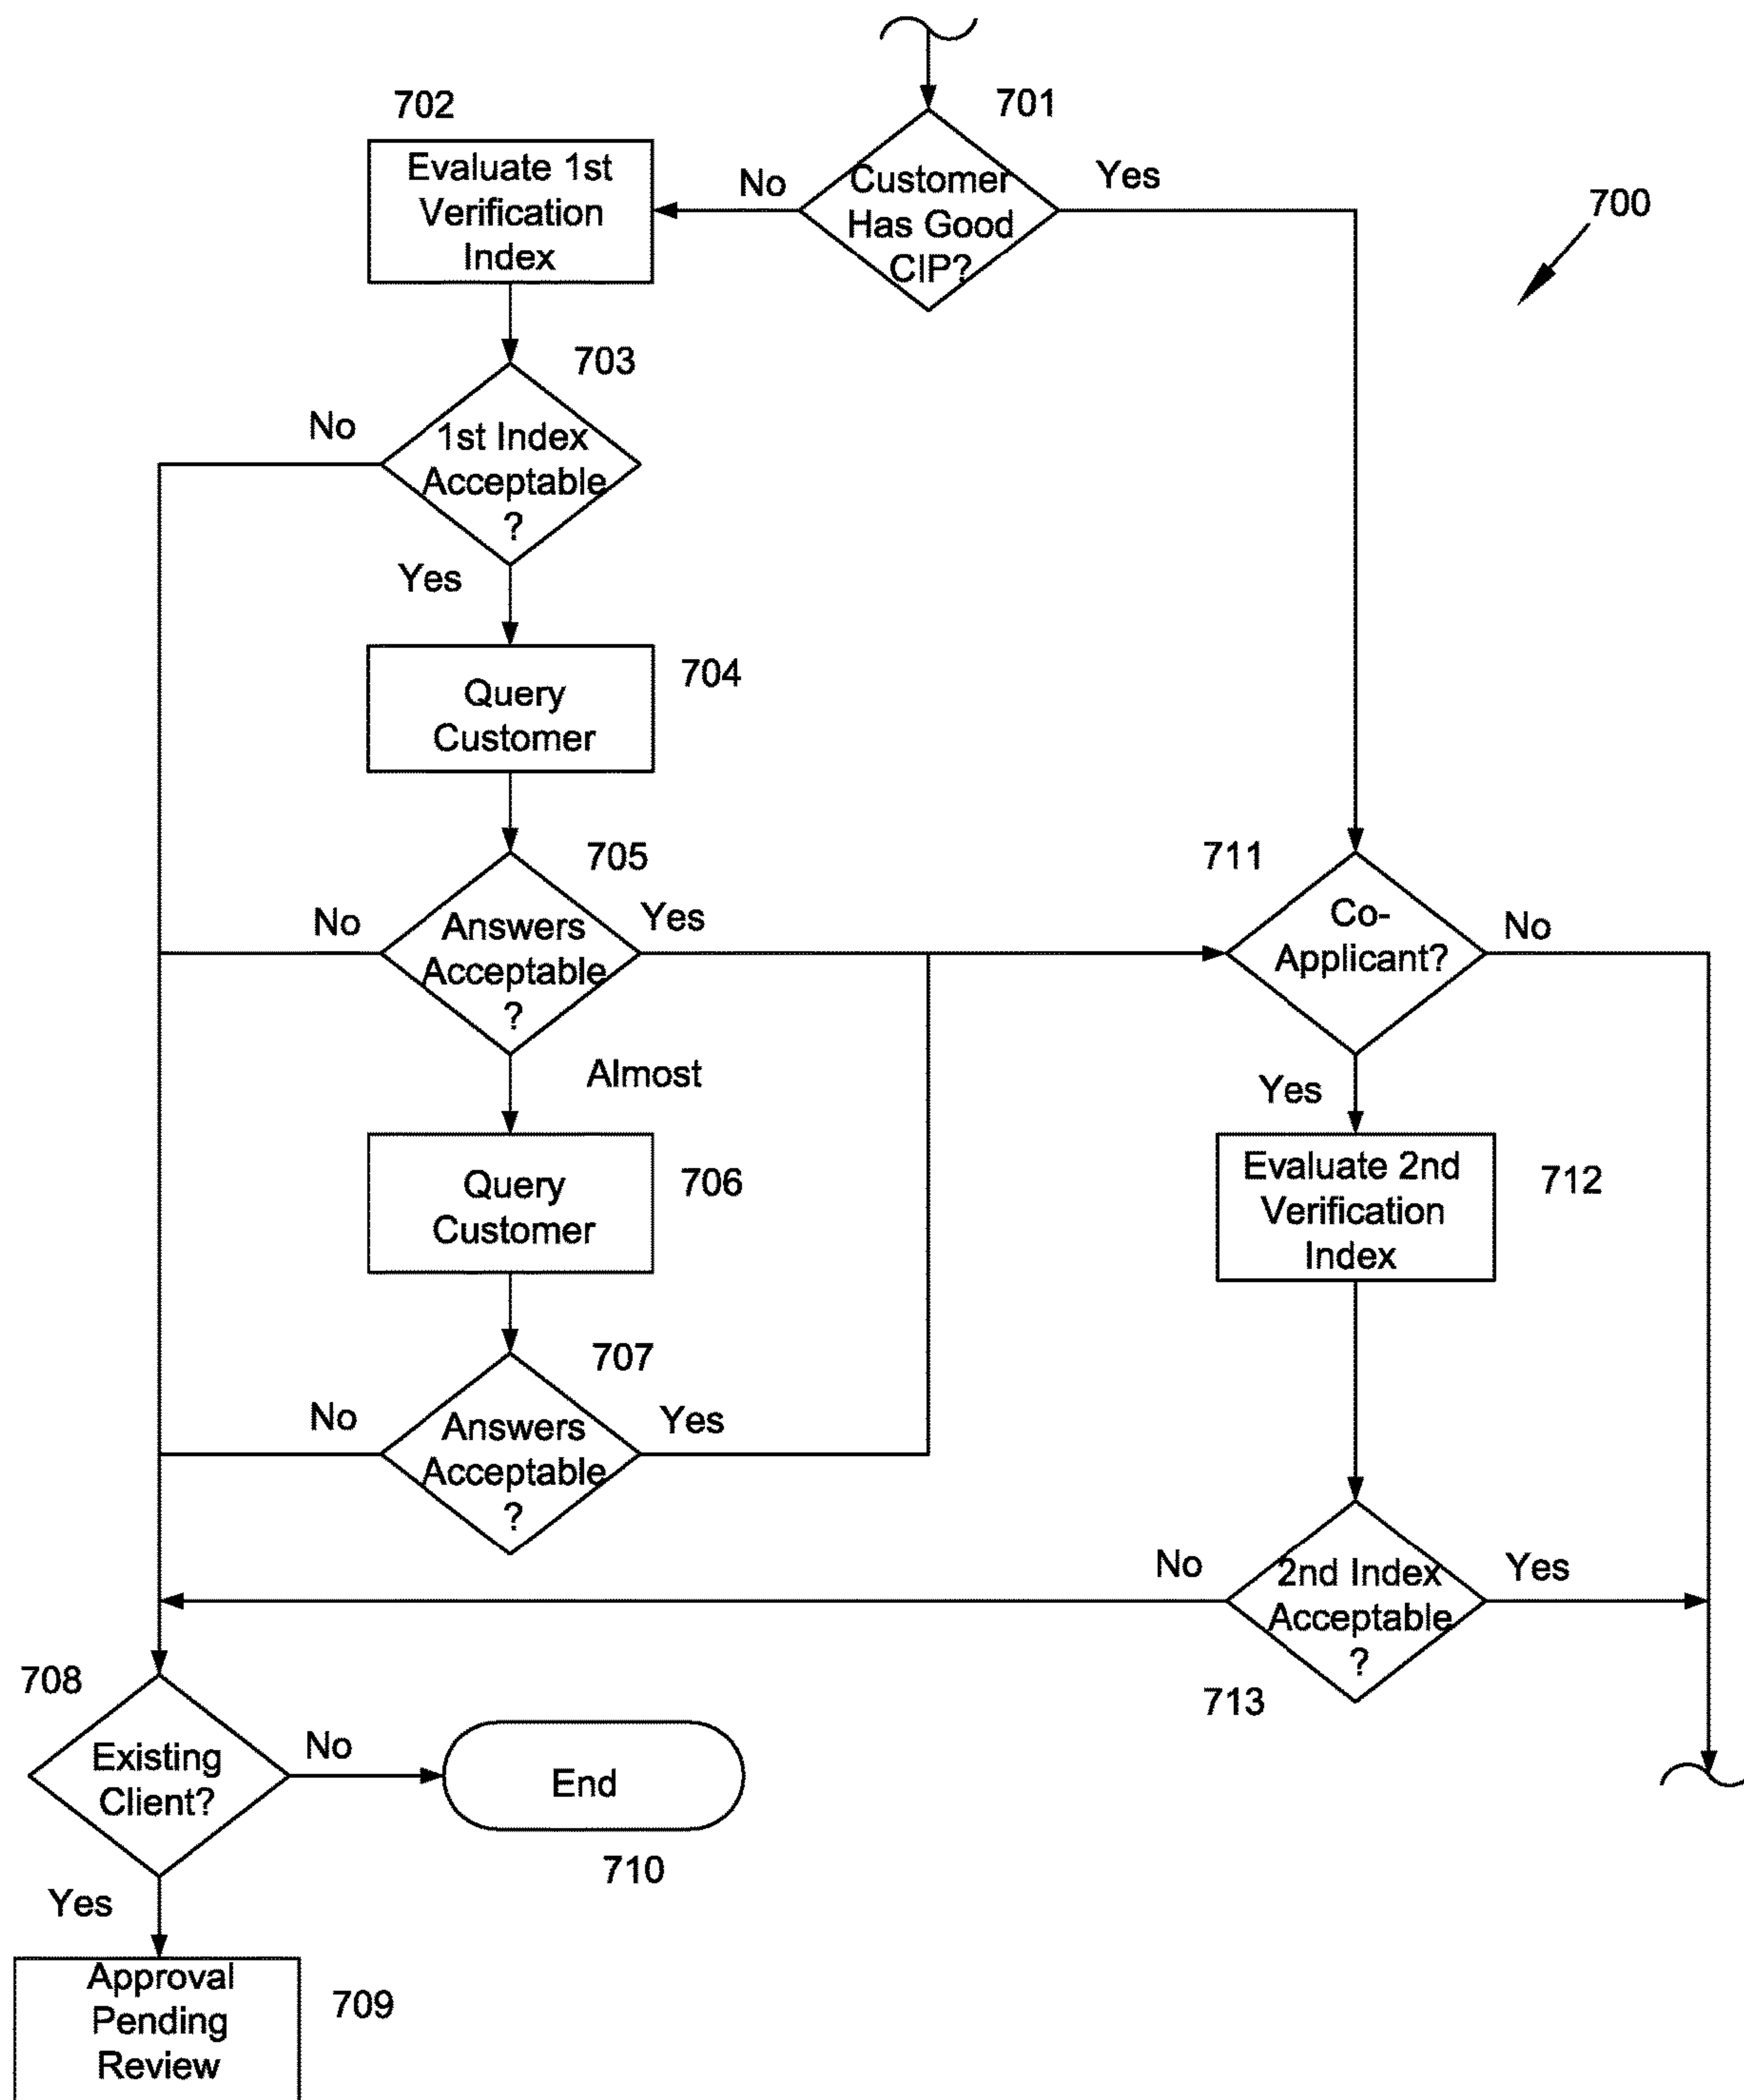 702
701
Evaluate 1st
Verification
Index
No
Customer
Has Good
CIP?
Yes
700
703
No
1st Index
Acceptable
?
Yes
Query
Customer
704
705
No
Answers
Acceptable
?
Yes
711
Co-
Applicant?
No
Almost
Yes
Query
Customer
706
Evaluate 2nd
Verification
Index
712
707
No
Answers
Acceptable
?
Yes
No
2nd Index
Acceptable
?
Yes
713
708
Existing
Client?
No
End
710
Yes
Approval
Pending
Review
709